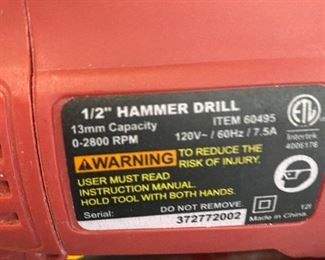 1/2" HAMMER DRILL
13mm Capacity ITEM 60495
0-2800 RPM 120V~ / 60Hz / 7.5A
ETL
Intertek
4006176
WARNING TO REDUCE THE
RISK OF INJURY,
USER MUST READ
INSTRUCTION MANUAL.
HOLD TOOL WITH BOTH HANDS.
DO NOT REMOVE. 12f
Serial: 372772002 Made in China.